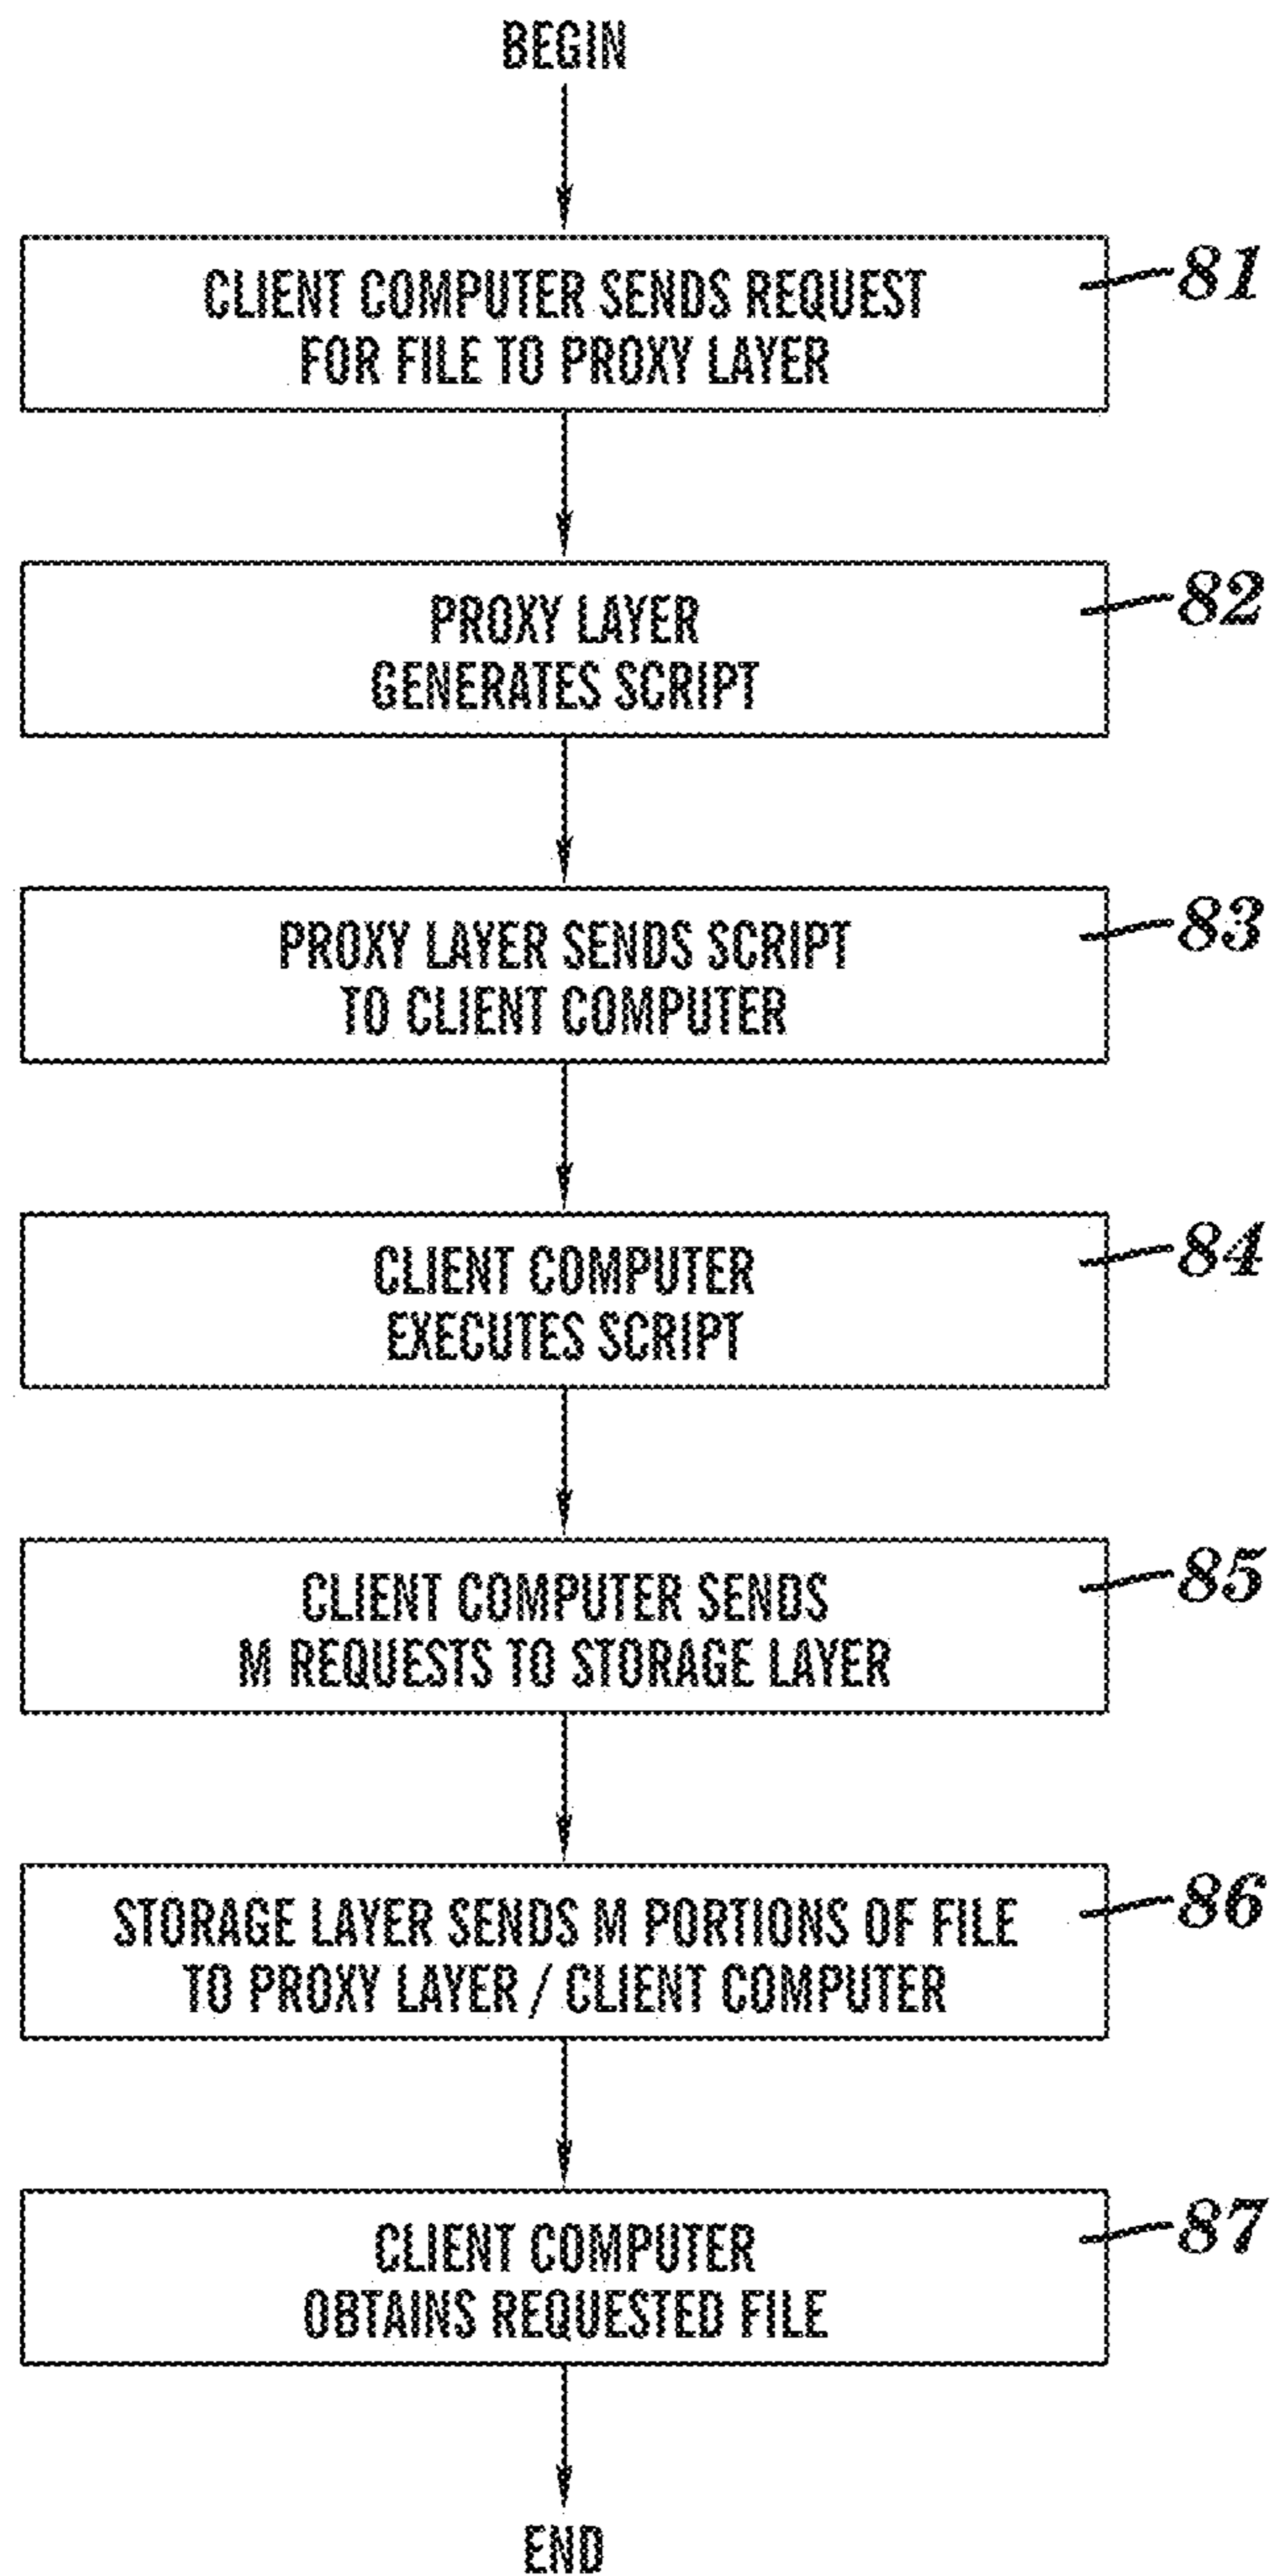 BEGIN
CLIENT COMPUTER SENDS REQUEST
FOR FILE TO PROXY LAYER
81
PROXY LAYER
GENERATES SCRIPT
82
PROXY LAYER SENDS SCRIPT
TO CLIENT COMPUTER
83
CLIENT COMPUTER
EXECUTES SCRIPT
84
CLIENT COMPUTER SENDS
M REQUESTS TO STORAGE LAYER
85
STORAGE LAYER SENDS M PORTIONS OF FILE
TO PROXY LAYER / CLIENT COMPUTER
86
CLIENT COMPUTER
OBTAINS REQUESTED FILE
87
END